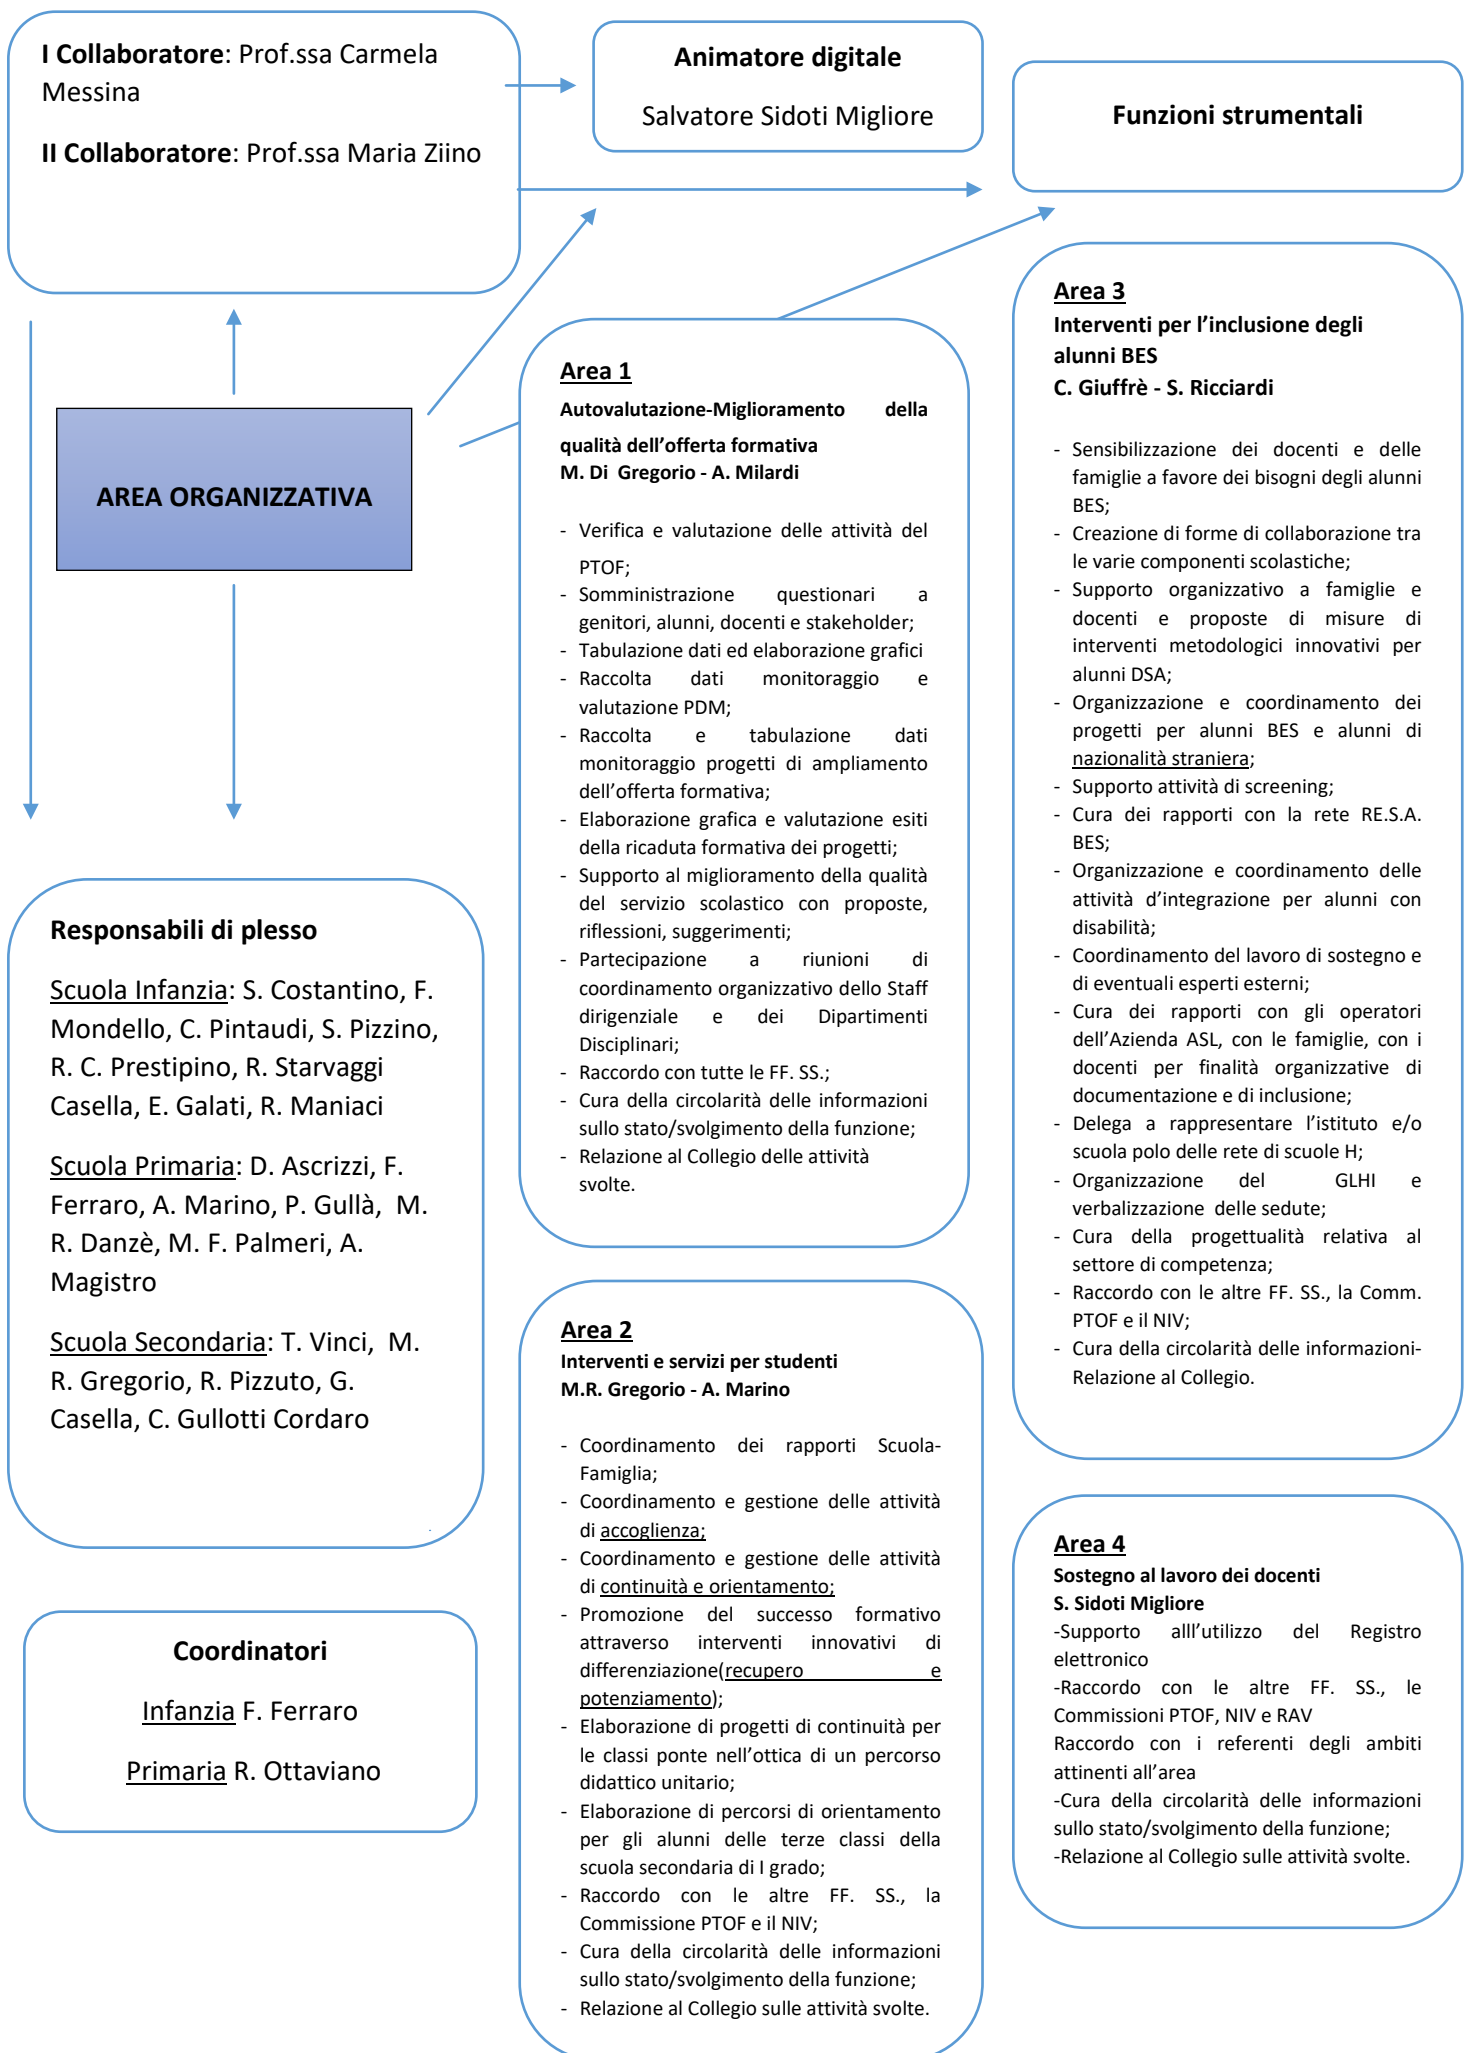 I Collaboratore: Prof.ssa Carmela
Messina
II Collaboratore: Prof.ssa Maria Ziino
Animatore digitale
Salvatore Sidoti Migliore
Funzioni strumentali
AREA ORGANIZZATIVA
Responsabili di plesso
Scuola Infanzia: S. Costantino, F.
Mondello, C. Pintaudi, S. Pizzino,
R. C. Prestipino, R. Starvaggi
Casella, E. Galati, R. Maniaci
Scuola Primaria: D. Ascrizzi, F.
Ferraro, A. Marino, P. Gullà, M.
R. Danzè, M. F. Palmeri, A.
Magistro
Scuola Secondaria: T. Vinci, M.
R. Gregorio, R. Pizzuto, G.
Casella, C. Gullotti Cordaro
Coordinatori
Infanzia F. Ferraro
Primaria R. Ottaviano
Area 1
Autovalutazione-Miglioramento della
qualità dell’offerta formativa
M. Di Gregorio - A. Milardi
- Verifica e valutazione delle attività del
PTOF;
- Somministrazione questionari a
genitori, alunni, docenti e stakeholder;
- Tabulazione dati ed elaborazione grafici
- Raccolta dati monitoraggio e
valutazione PDM;
- Raccolta e tabulazione dati
monitoraggio progetti di ampliamento
dell’offerta formativa;
- Elaborazione grafica e valutazione esiti
della ricaduta formativa dei progetti;
- Supporto al miglioramento della qualità
del servizio scolastico con proposte,
riflessioni, suggerimenti;
- Partecipazione a riunioni di
coordinamento organizzativo dello Staff
dirigenziale e dei Dipartimenti
Disciplinari;
- Raccordo con tutte le FF. SS.;
- Cura della circolarità delle informazioni
sullo stato/svolgimento della funzione;
- Relazione al Collegio delle attività
svolte.
Area 2
Interventi e servizi per studenti
M.R. Gregorio - A. Marino
- Coordinamento dei rapporti Scuola-
Famiglia;
- Coordinamento e gestione delle attività
di accoglienza;
- Coordinamento e gestione delle attività
di continuità e orientamento;
- Promozione del successo formativo
attraverso interventi innovativi di
differenziazione(recupero e
potenziamento);
- Elaborazione di progetti di continuità per
le classi ponte nell’ottica di un percorso
didattico unitario;
- Elaborazione di percorsi di orientamento
per gli alunni delle terze classi della
scuola secondaria di I grado;
- Raccordo con le altre FF. SS., la
Commissione PTOF e il NIV;
- Cura della circolarità delle informazioni
sullo stato/svolgimento della funzione;
- Relazione al Collegio sulle attività svolte.
Area 3
Interventi per l’inclusione degli
alunni BES
C. Giuffrè - S. Ricciardi
- Sensibilizzazione dei docenti e delle
famiglie a favore dei bisogni degli alunni
BES;
- Creazione di forme di collaborazione tra
le varie componenti scolastiche;
- Supporto organizzativo a famiglie e
docenti e proposte di misure di
interventi metodologici innovativi per
alunni DSA;
- Organizzazione e coordinamento dei
progetti per alunni BES e alunni di
nazionalità straniera;
- Supporto attività di screening;
- Cura dei rapporti con la rete RE.S.A.
BES;
- Organizzazione e coordinamento delle
attività d’integrazione per alunni con
disabilità;
- Coordinamento del lavoro di sostegno e
di eventuali esperti esterni;
- Cura dei rapporti con gli operatori
dell’Azienda ASL, con le famiglie, con i
docenti per finalità organizzative di
documentazione e di inclusione;
- Delega a rappresentare l’istituto e/o
scuola polo delle rete di scuole H;
- Organizzazione del GLHI e
verbalizzazione delle sedute;
- Cura della progettualità relativa al
settore di competenza;
- Raccordo con le altre FF. SS., la Comm.
PTOF e il NIV;
- Cura della circolarità delle informazioni-
Relazione al Collegio.
Area 4
Sostegno al lavoro dei docenti
S. Sidoti Migliore
-Supporto alll’utilizzo del Registro
elettronico
-Raccordo con le altre FF. SS., le
Commissioni PTOF, NIV e RAV
Raccordo con i referenti degli ambiti
attinenti all’area
-Cura della circolarità delle informazioni
sullo stato/svolgimento della funzione;
-Relazione al Collegio sulle attività svolte.